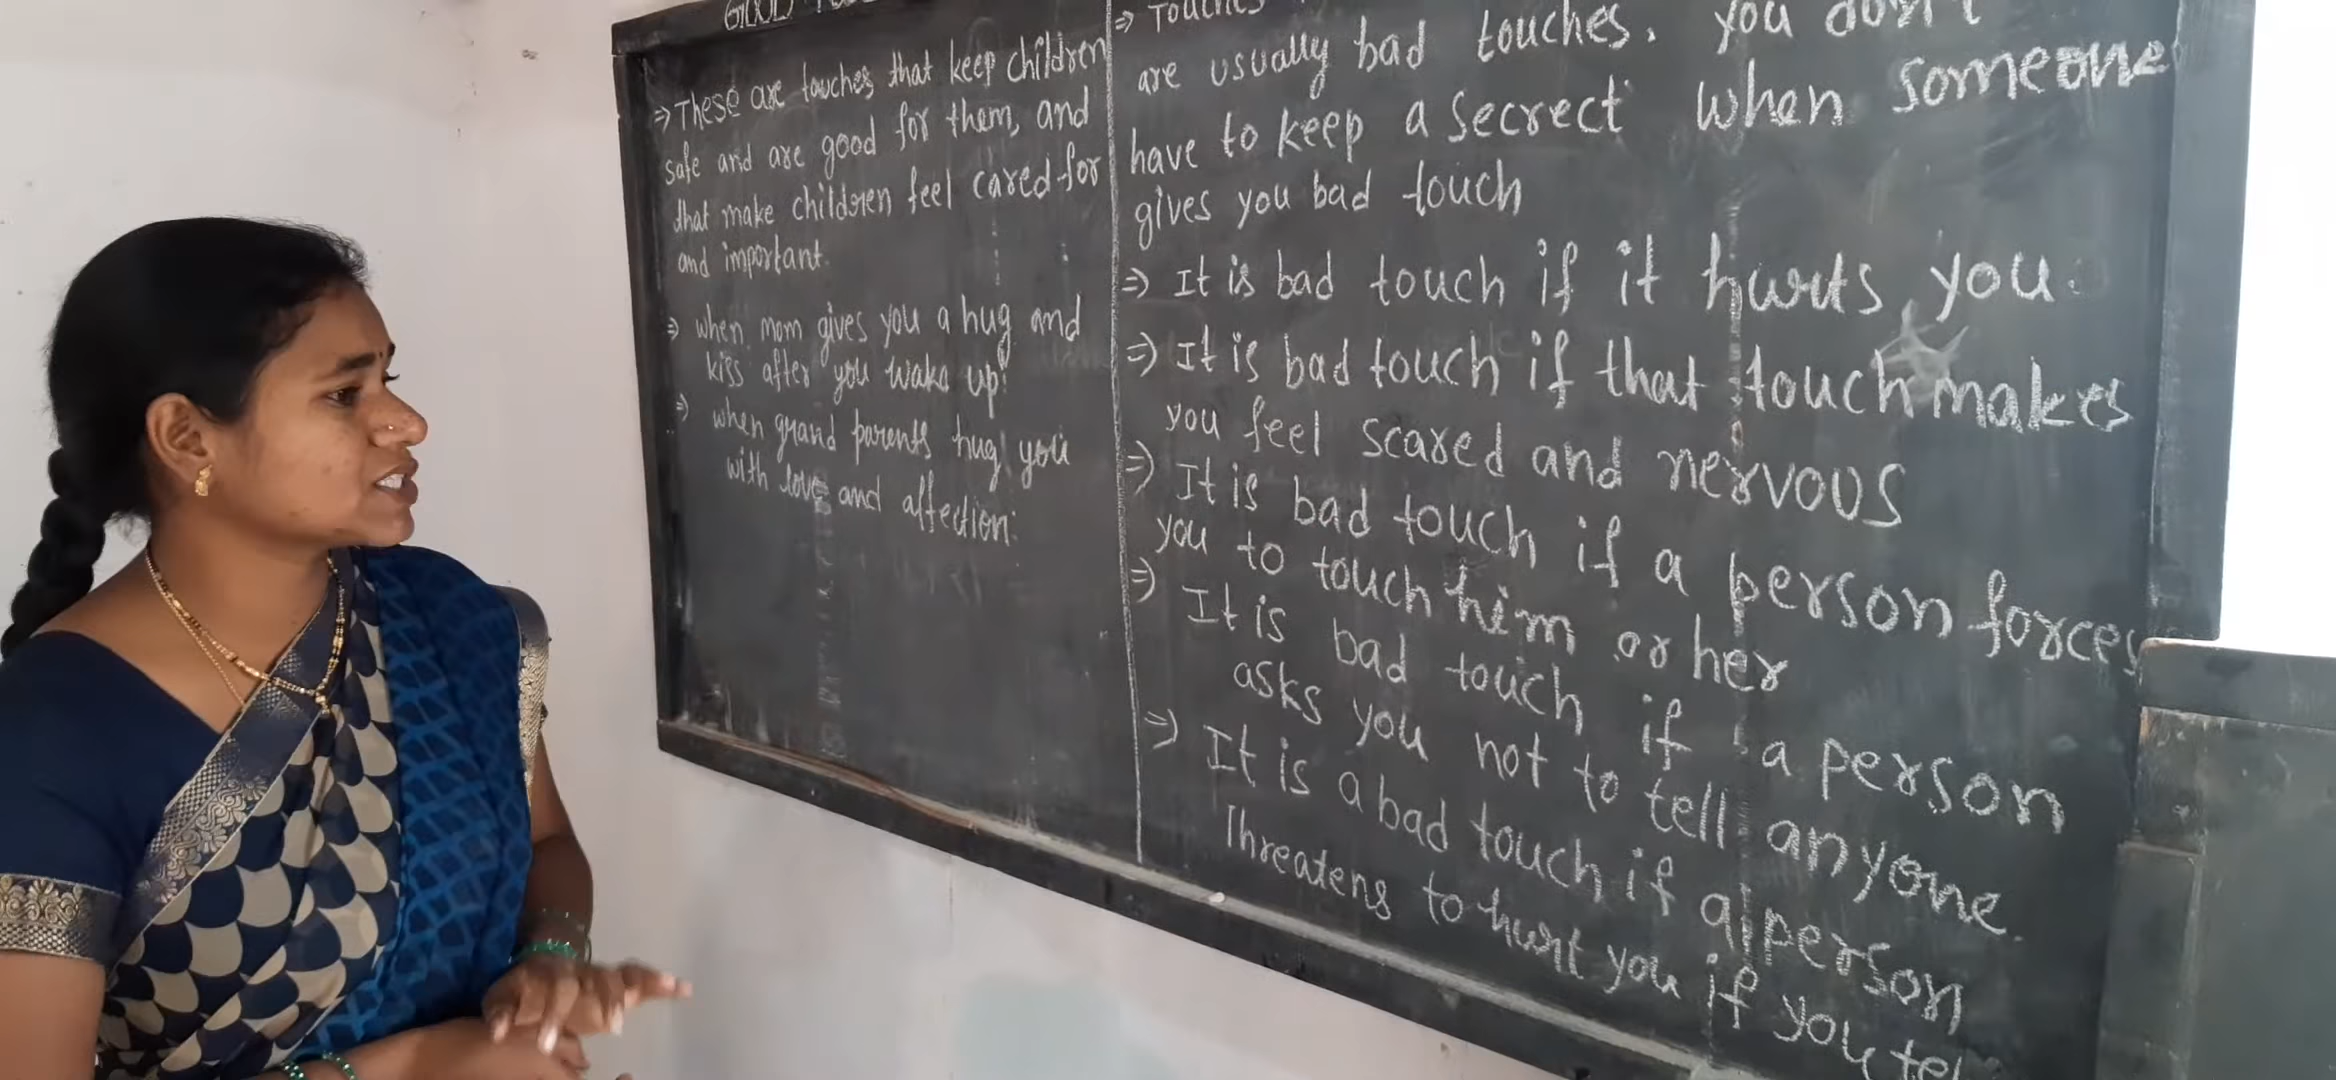 GOOD
⇒ These are touches that keep children
safe and are good for them, and
that make children feel cared for
and important.
⇒ when mom gives you a hug and
kiss after you wake up.
⇒ when grand parents hug you
with love and affection.
⇒ Touches
are usually bad touches. You don't
have to keep a secrect when someone
gives you bad touch
⇒ It is bad touch if it hurts you.
⇒ It is bad touch if that touch makes
you feel scared and nervous
⇒ It is bad touch if a person forces
you to touch him or her
⇒ It is bad touch if a person
asks you not to tell anyone.
⇒ It is a bad touch if a person
Threatens to hurt you if you